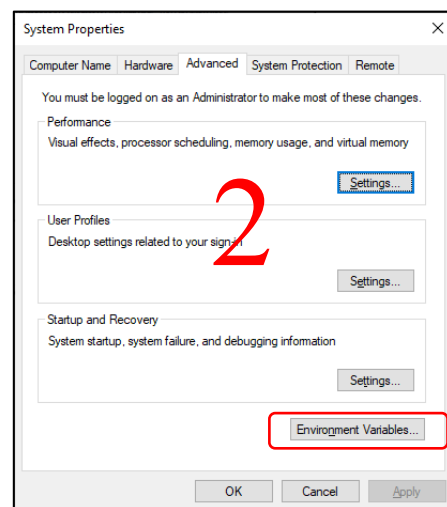 System Properties
Computer Name Hardware Advanced System Protection Remote
You must be logged on as an Administrator to make most of these changes.
Performance
Visual effects, processor scheduling, memory usage, and virtual memory
Settings...
2
User Profiles
Desktop settings related to your sign-in
Settings...
Startup and Recovery
System startup, system failure, and debugging information
Settings...
Environment Variables...
OK Cancel Apply